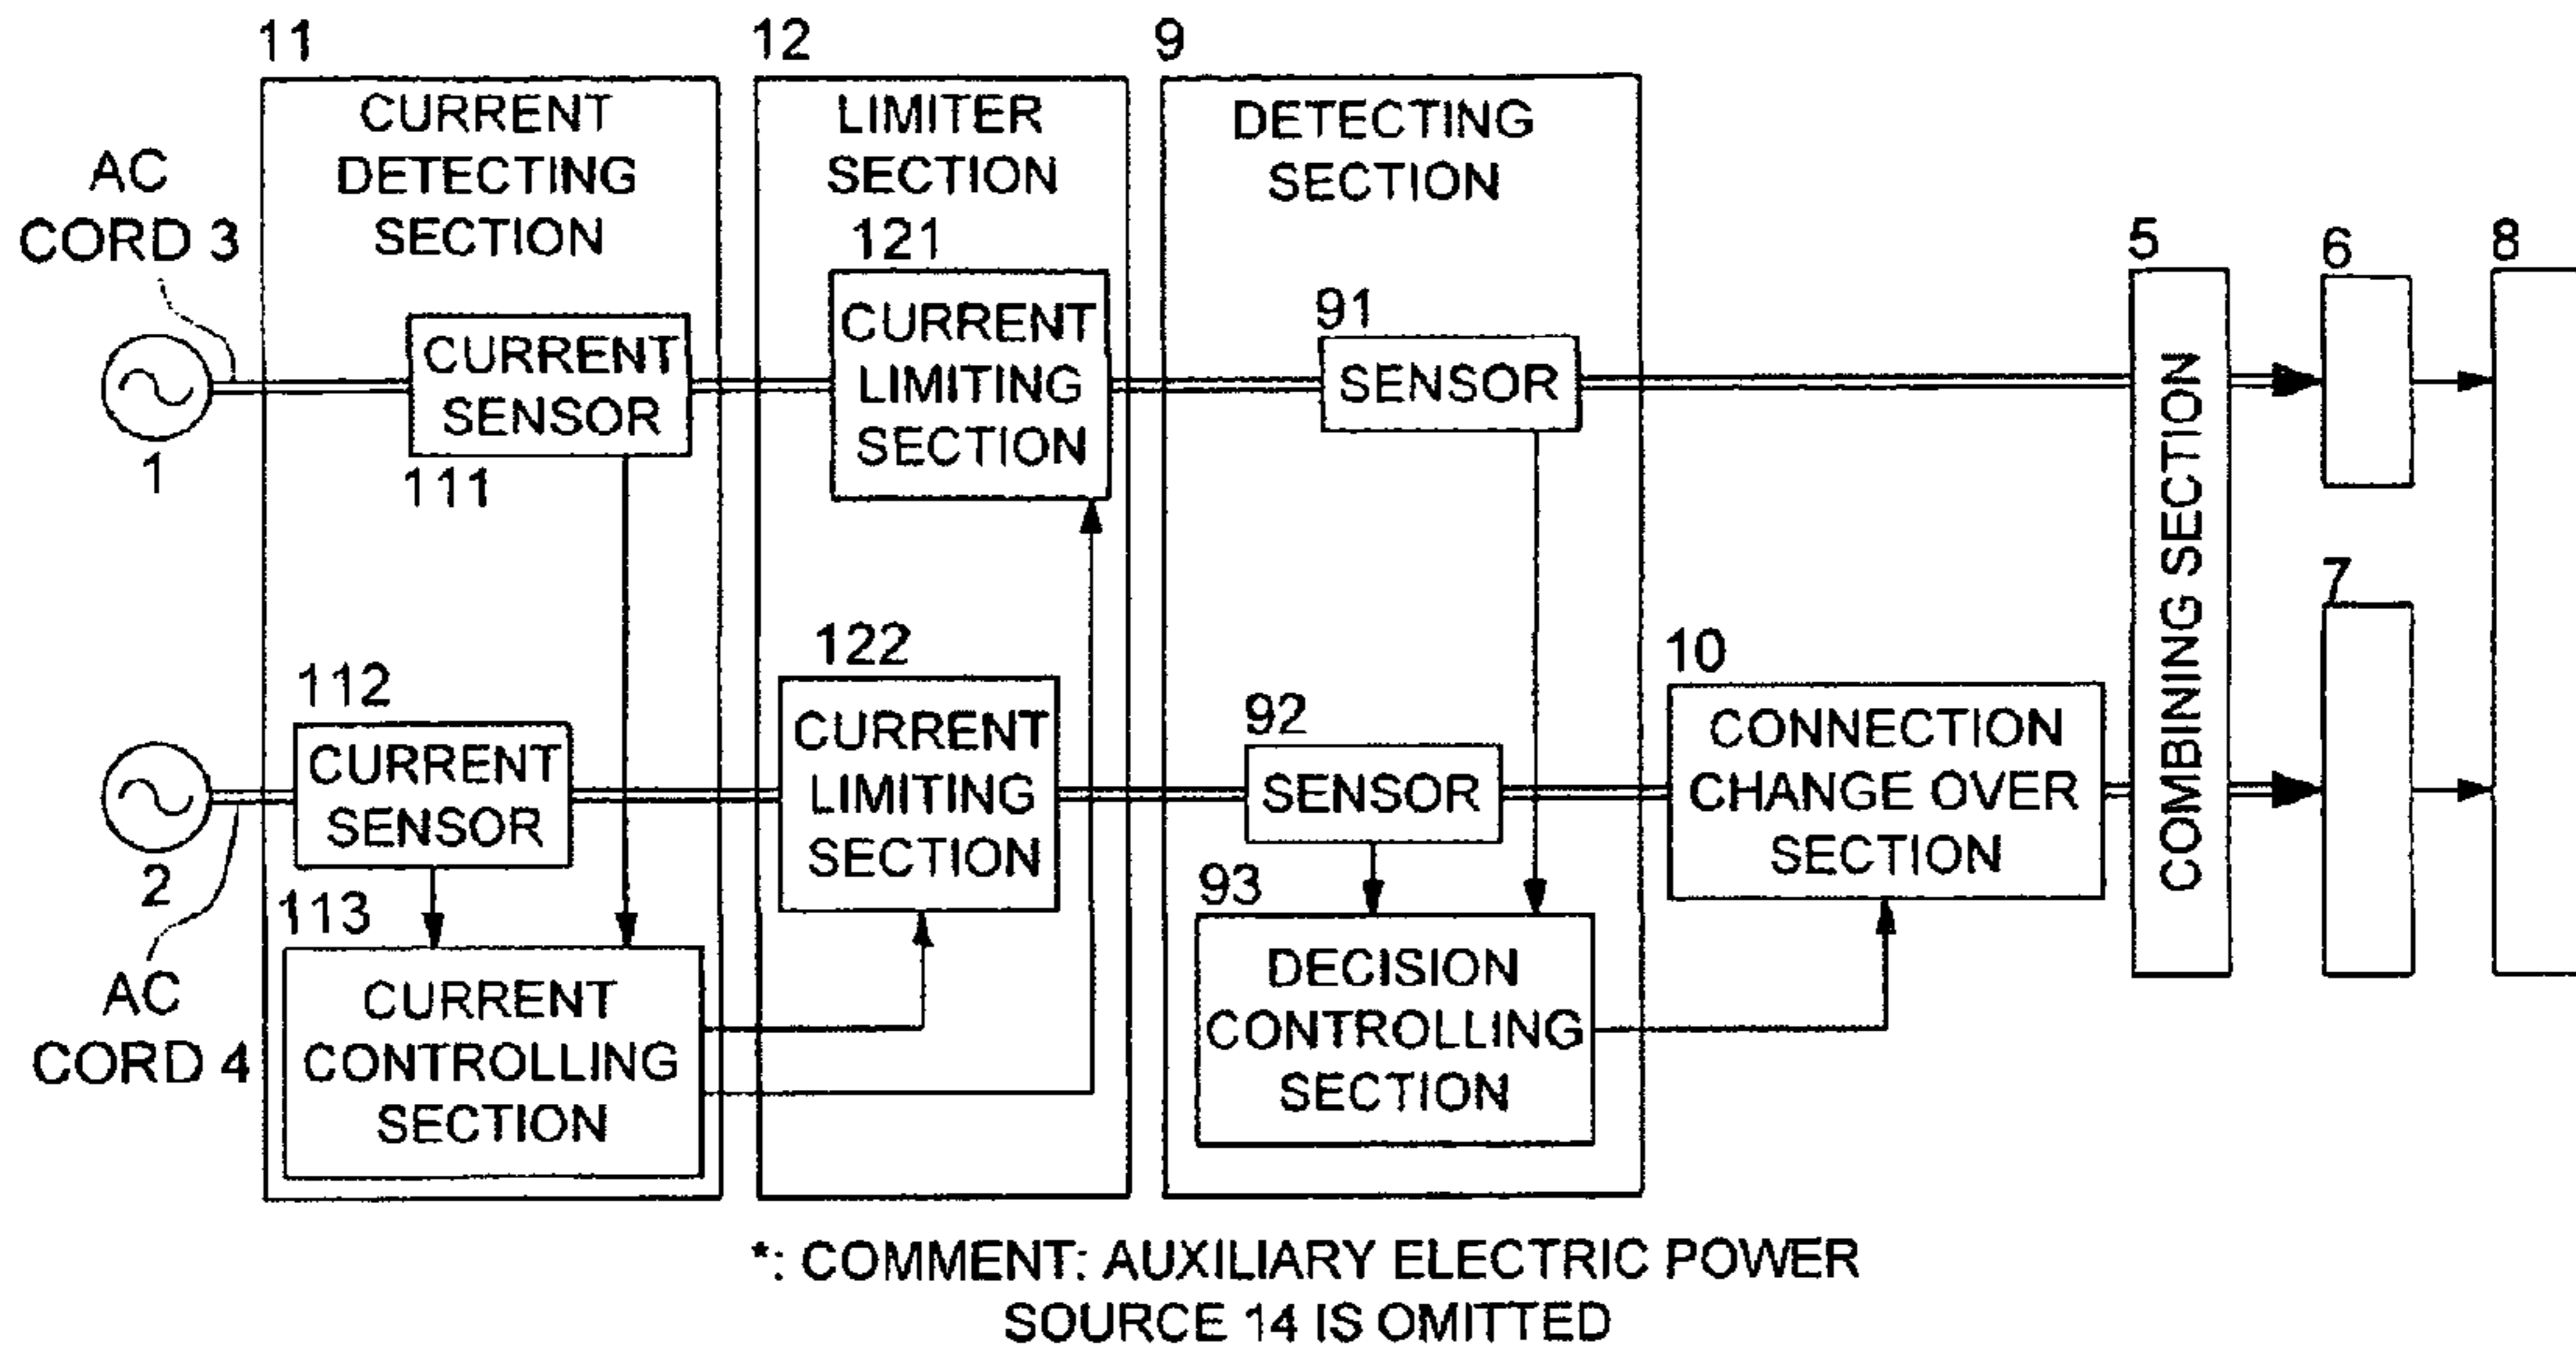 11
CURRENT
DETECTING
SECTION
12
LIMITER
SECTION
9
DETECTING
SECTION
AC
CORD 3
1
CURRENT
SENSOR
111
121
CURRENT
LIMITING
SECTION
91
SENSOR
5
COMBINING SECTION
6
8
7
2
AC
CORD 4
112
CURRENT
SENSOR
113
CURRENT
CONTROLLING
SECTION
122
CURRENT
LIMITING
SECTION
92
SENSOR
93
DECISION
CONTROLLING
SECTION
10
CONNECTION
CHANGE OVER
SECTION
*: COMMENT: AUXILIARY ELECTRIC POWER
SOURCE 14 IS OMITTED